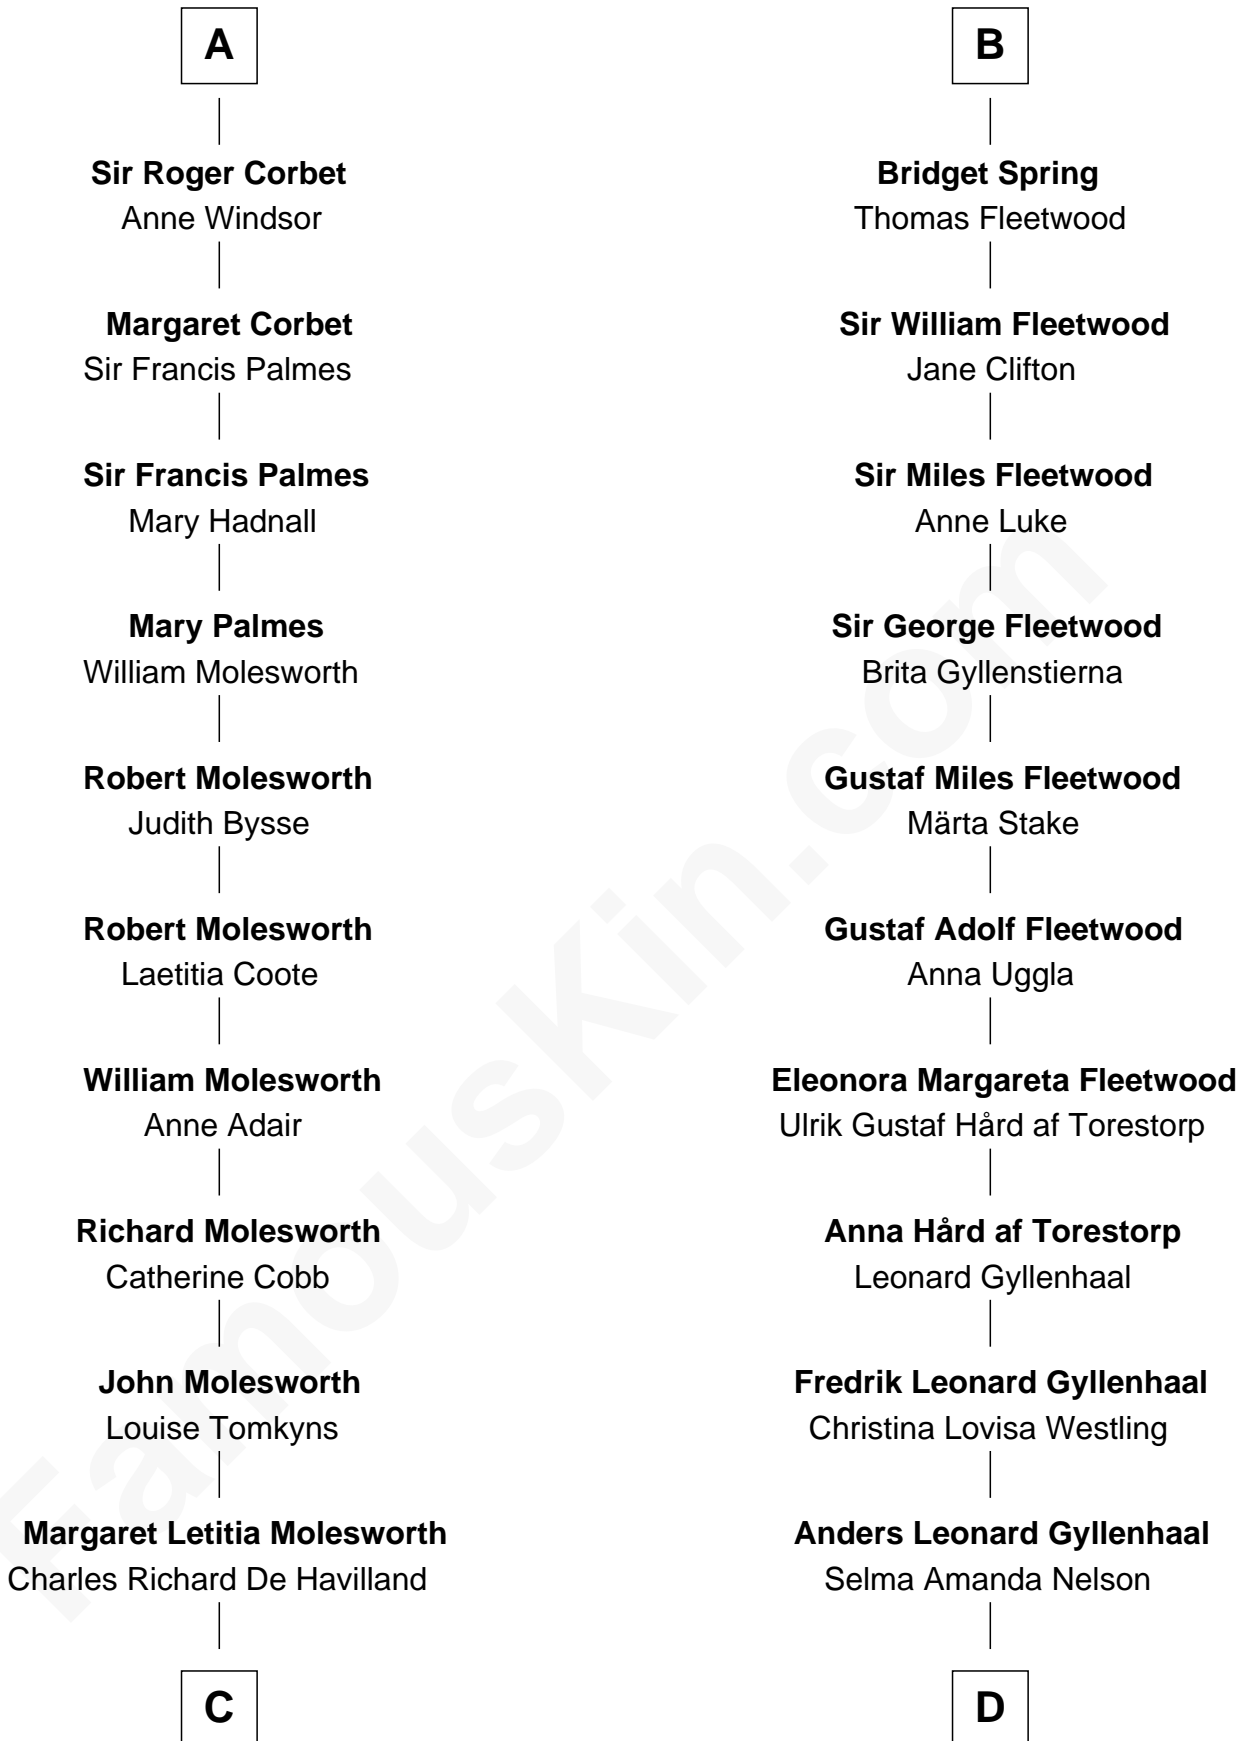 A
Sir Roger Corbet
Anne Windsor
Margaret Corbet
Sir Francis Palmes
Sir Francis Palmes
Mary Hadnall
Mary Palmes
William Molesworth
Robert Molesworth
Judith Bysse
Robert Molesworth
Laetitia Coote
William Molesworth
Anne Adair
Richard Molesworth
Catherine Cobb
John Molesworth
Louise Tomkyns
Margaret Letitia Molesworth
Charles Richard De Havilland
C
B
Bridget Spring
Thomas Fleetwood
Sir William Fleetwood
Jane Clifton
Sir Miles Fleetwood
Anne Luke
Sir George Fleetwood
Brita Gyllenstierna
Gustaf Miles Fleetwood
Märta Stake
Gustaf Adolf Fleetwood
Anna Uggla
Eleonora Margareta Fleetwood
Ulrik Gustaf Hård af Torestorp
Anna Hård af Torestorp
Leonard Gyllenhaal
Fredrik Leonard Gyllenhaal
Christina Lovisa Westling
Anders Leonard Gyllenhaal
Selma Amanda Nelson
D
FamousKin.com